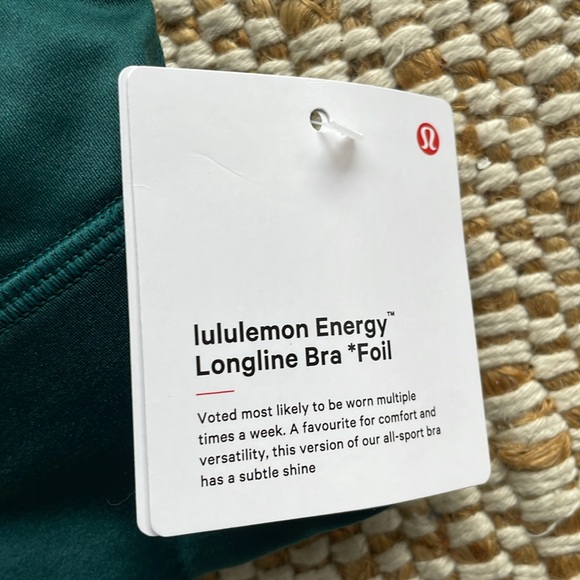 lululemon Energy™
Longline Bra *Foil
Voted most likely to be worn multiple
times a week. A favourite for comfort and
versatility, this version of our all-sport bra
has a subtle shine